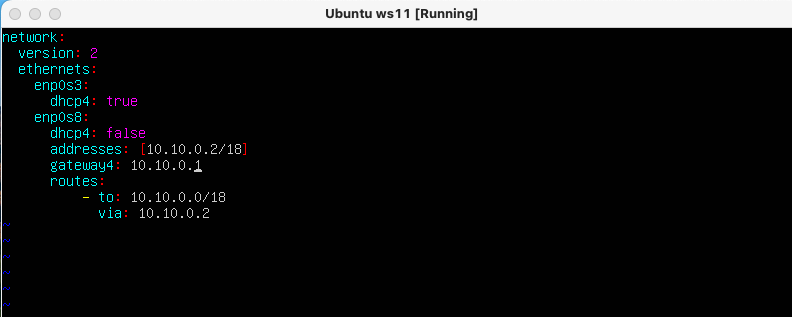 Ubuntu ws11 [Running]
network:
  version: 2
  ethernets:
    enp0s3:
      dhcp4: true
    enp0s8:
      dhcp4: false
      addresses: [10.10.0.2/18]
      gateway4: 10.10.0.1
      routes:
          - to: 10.10.0.0/18
            via: 10.10.0.2
~
~
~
~
~
~